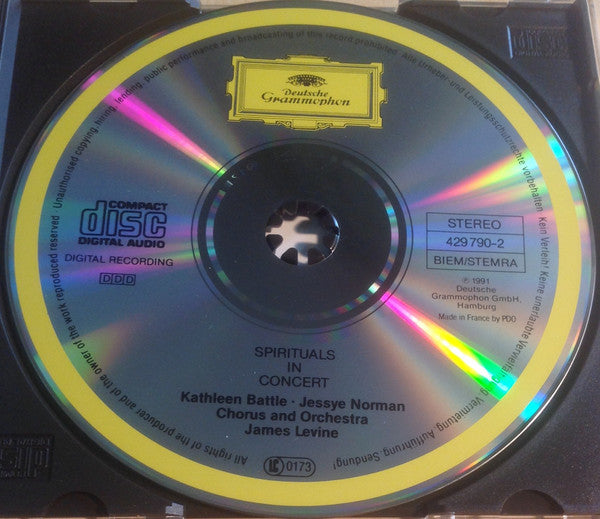 Deutsche
Grammophon
COMPACT
disc
DIGITAL AUDIO
DIGITAL RECORDING
DDD
STEREO
429 790-2
BIEM/STEMRA
℗ 1991
Deutsche
Grammophon GmbH,
Hamburg
Made in France by PDO
SPIRITUALS
IN
CONCERT
Kathleen Battle · Jessye Norman
Chorus and Orchestra
James Levine
LC 0173
All rights of the producer and of the owner of the work reproduced reserved · Unauthorised copying, hiring, lending, public performance and broadcasting of this record prohibited · Alle Urheber- und Leistungsschutzrechte vorbehalten. Kein Verleih! Keine unerlaubte Vervielfältigung, Vermietung, Aufführung, Sendung!